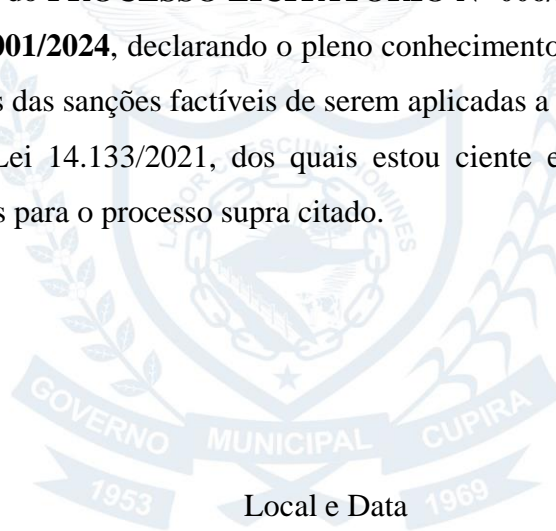 001/2024, declarando o pleno conhecimento
das sanções factíveis de serem aplicadas a
Lei 14.133/2021, dos quais estou ciente e
para o processo supra citado.
GOVERNO MUNICIPAL CUPIRA
1953 1969
Local e Data